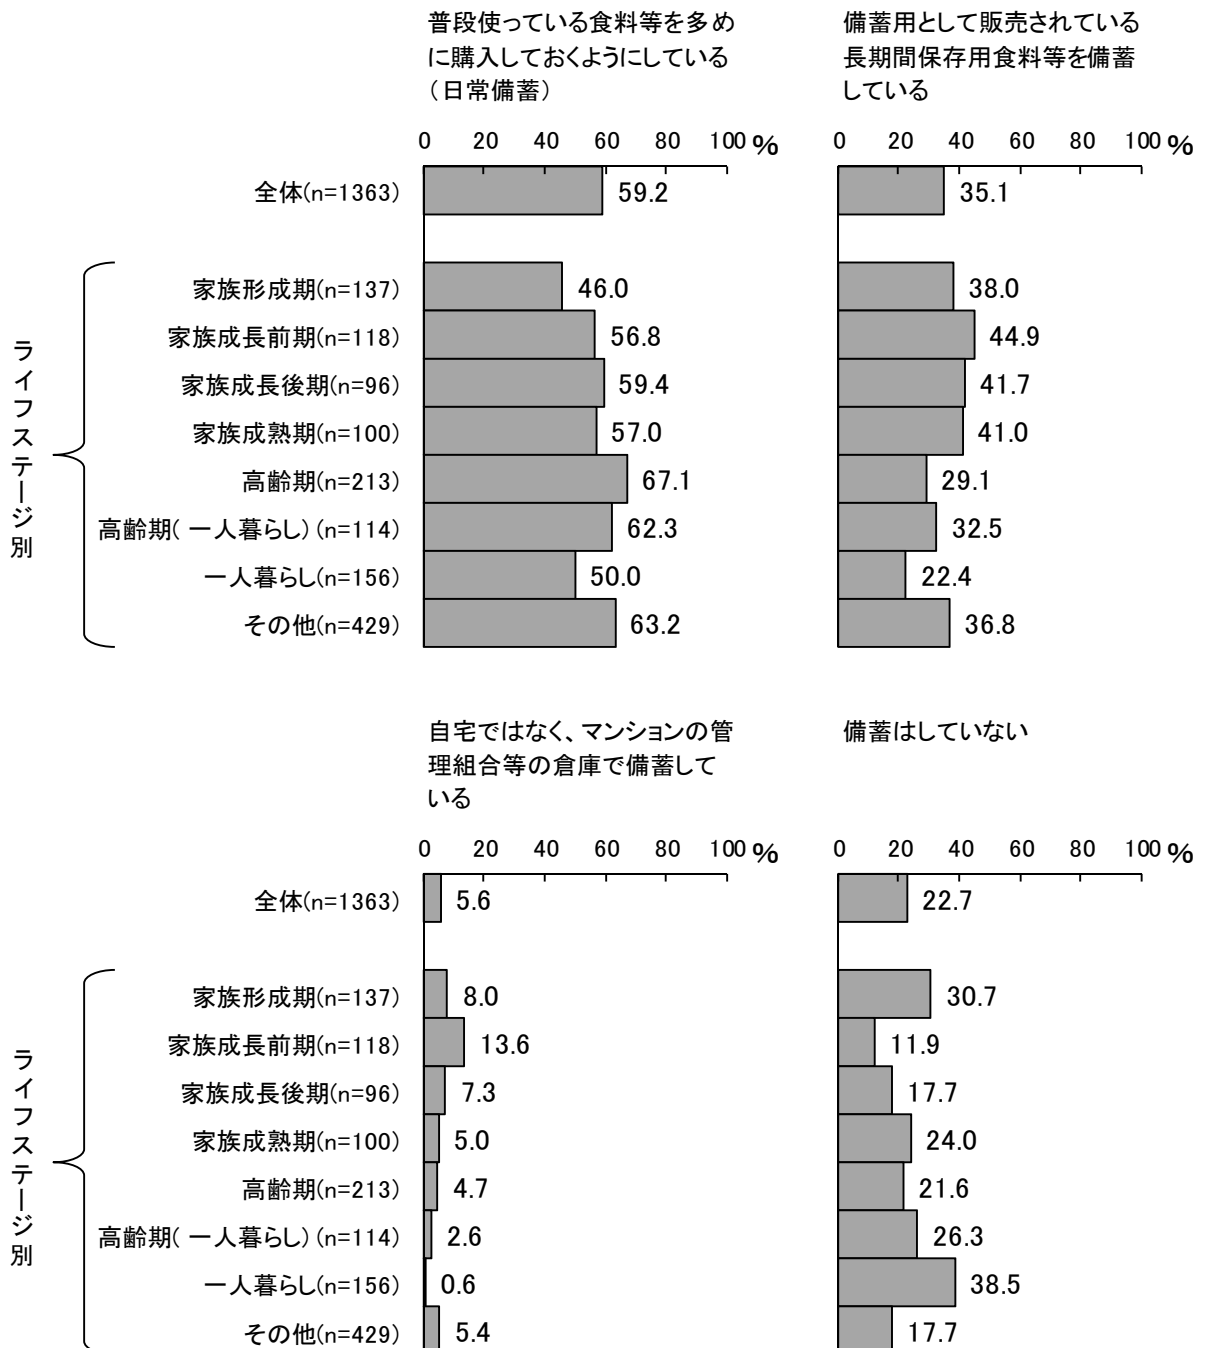 普段使っている食料等を多め
に購入しておくようにしている
（日常備蓄）
備蓄用として販売されている
長期間保存用食料等を備蓄
している
0 20 40 60 80 100 %
0 20 40 60 80 100 %
全体(n=1363) 59.2 35.1
ライフステージ別
家族形成期(n=137) 46.0 38.0
家族成長前期(n=118) 56.8 44.9
家族成長後期(n=96) 59.4 41.7
家族成熟期(n=100) 57.0 41.0
高齢期(n=213) 67.1 29.1
高齢期(一人暮らし)(n=114) 62.3 32.5
一人暮らし(n=156) 50.0 22.4
その他(n=429) 63.2 36.8
自宅ではなく、マンションの管
理組合等の倉庫で備蓄して
いる
備蓄はしていない
0 20 40 60 80 100 %
0 20 40 60 80 100 %
全体(n=1363) 5.6 22.7
ライフステージ別
家族形成期(n=137) 8.0 30.7
家族成長前期(n=118) 13.6 11.9
家族成長後期(n=96) 7.3 17.7
家族成熟期(n=100) 5.0 24.0
高齢期(n=213) 4.7 21.6
高齢期(一人暮らし)(n=114) 2.6 26.3
一人暮らし(n=156) 0.6 38.5
その他(n=429) 5.4 17.7